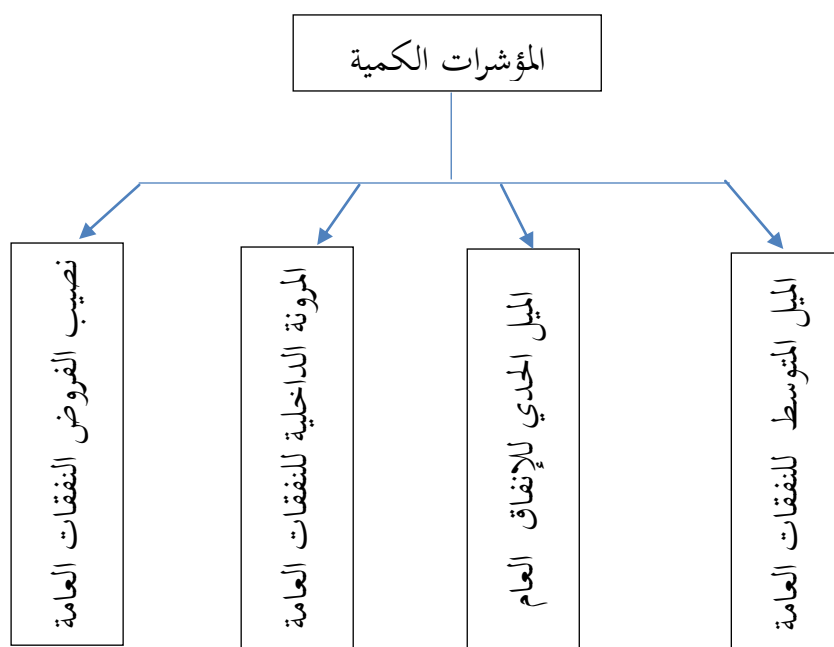 المؤشرات الكمية
الميل المتوسط للنفقات العامة
الميل الحدي للإنفاق العام
المرونة الداخلية للنفقات العامة
نصيب الفروض النفقات العامة